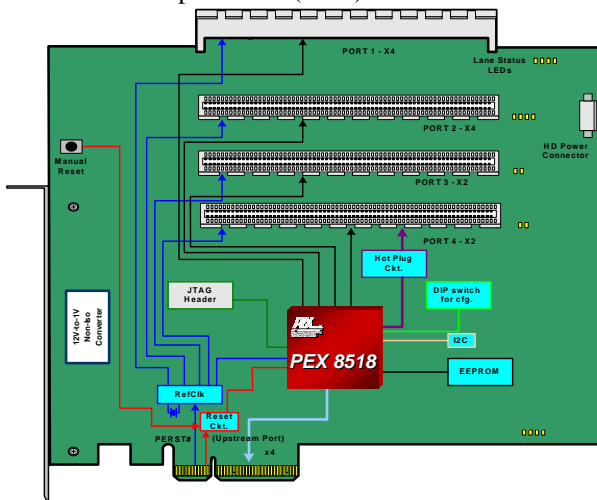 PORT 1 - X4
Lane Status
LEDs
PORT 2 - X4
HD Power
Connector
Manual
Reset
PORT 3 - X2
PORT 4 - X2
Hot Plug
Ckt.
JTAG
Header
DIP switch
for cfg.
12V-to-1V
Non-Iso
Converter
I2C
PEX 8518
EEPROM
RefClk
Reset
Ckt.
PERST#
(Upstream Port)
x4